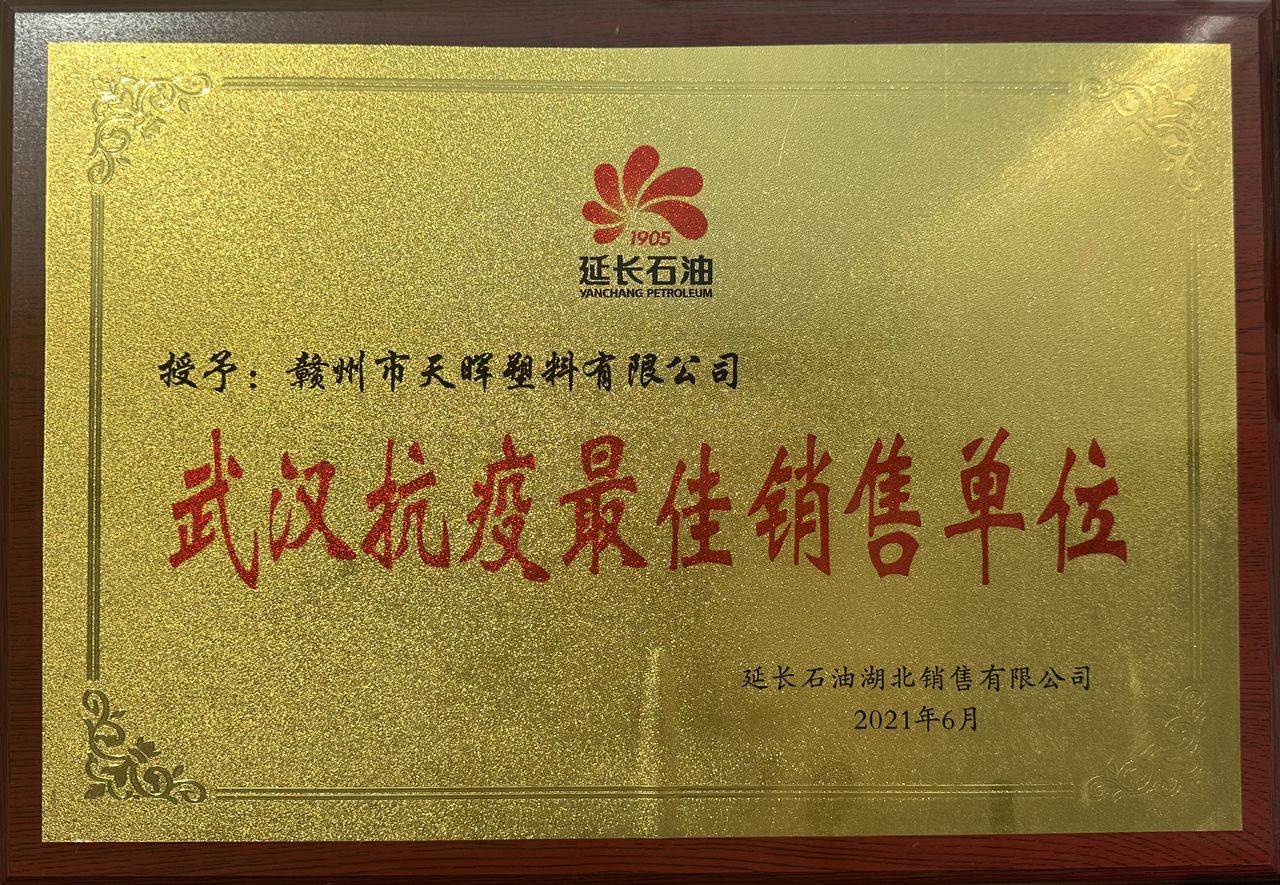 1905
延长石油
YANCHANG PETROLEUM
授予：赣州市天晖塑料有限公司
武汉抗疫最佳销售单位
延长石油湖北销售有限公司
2021年6月